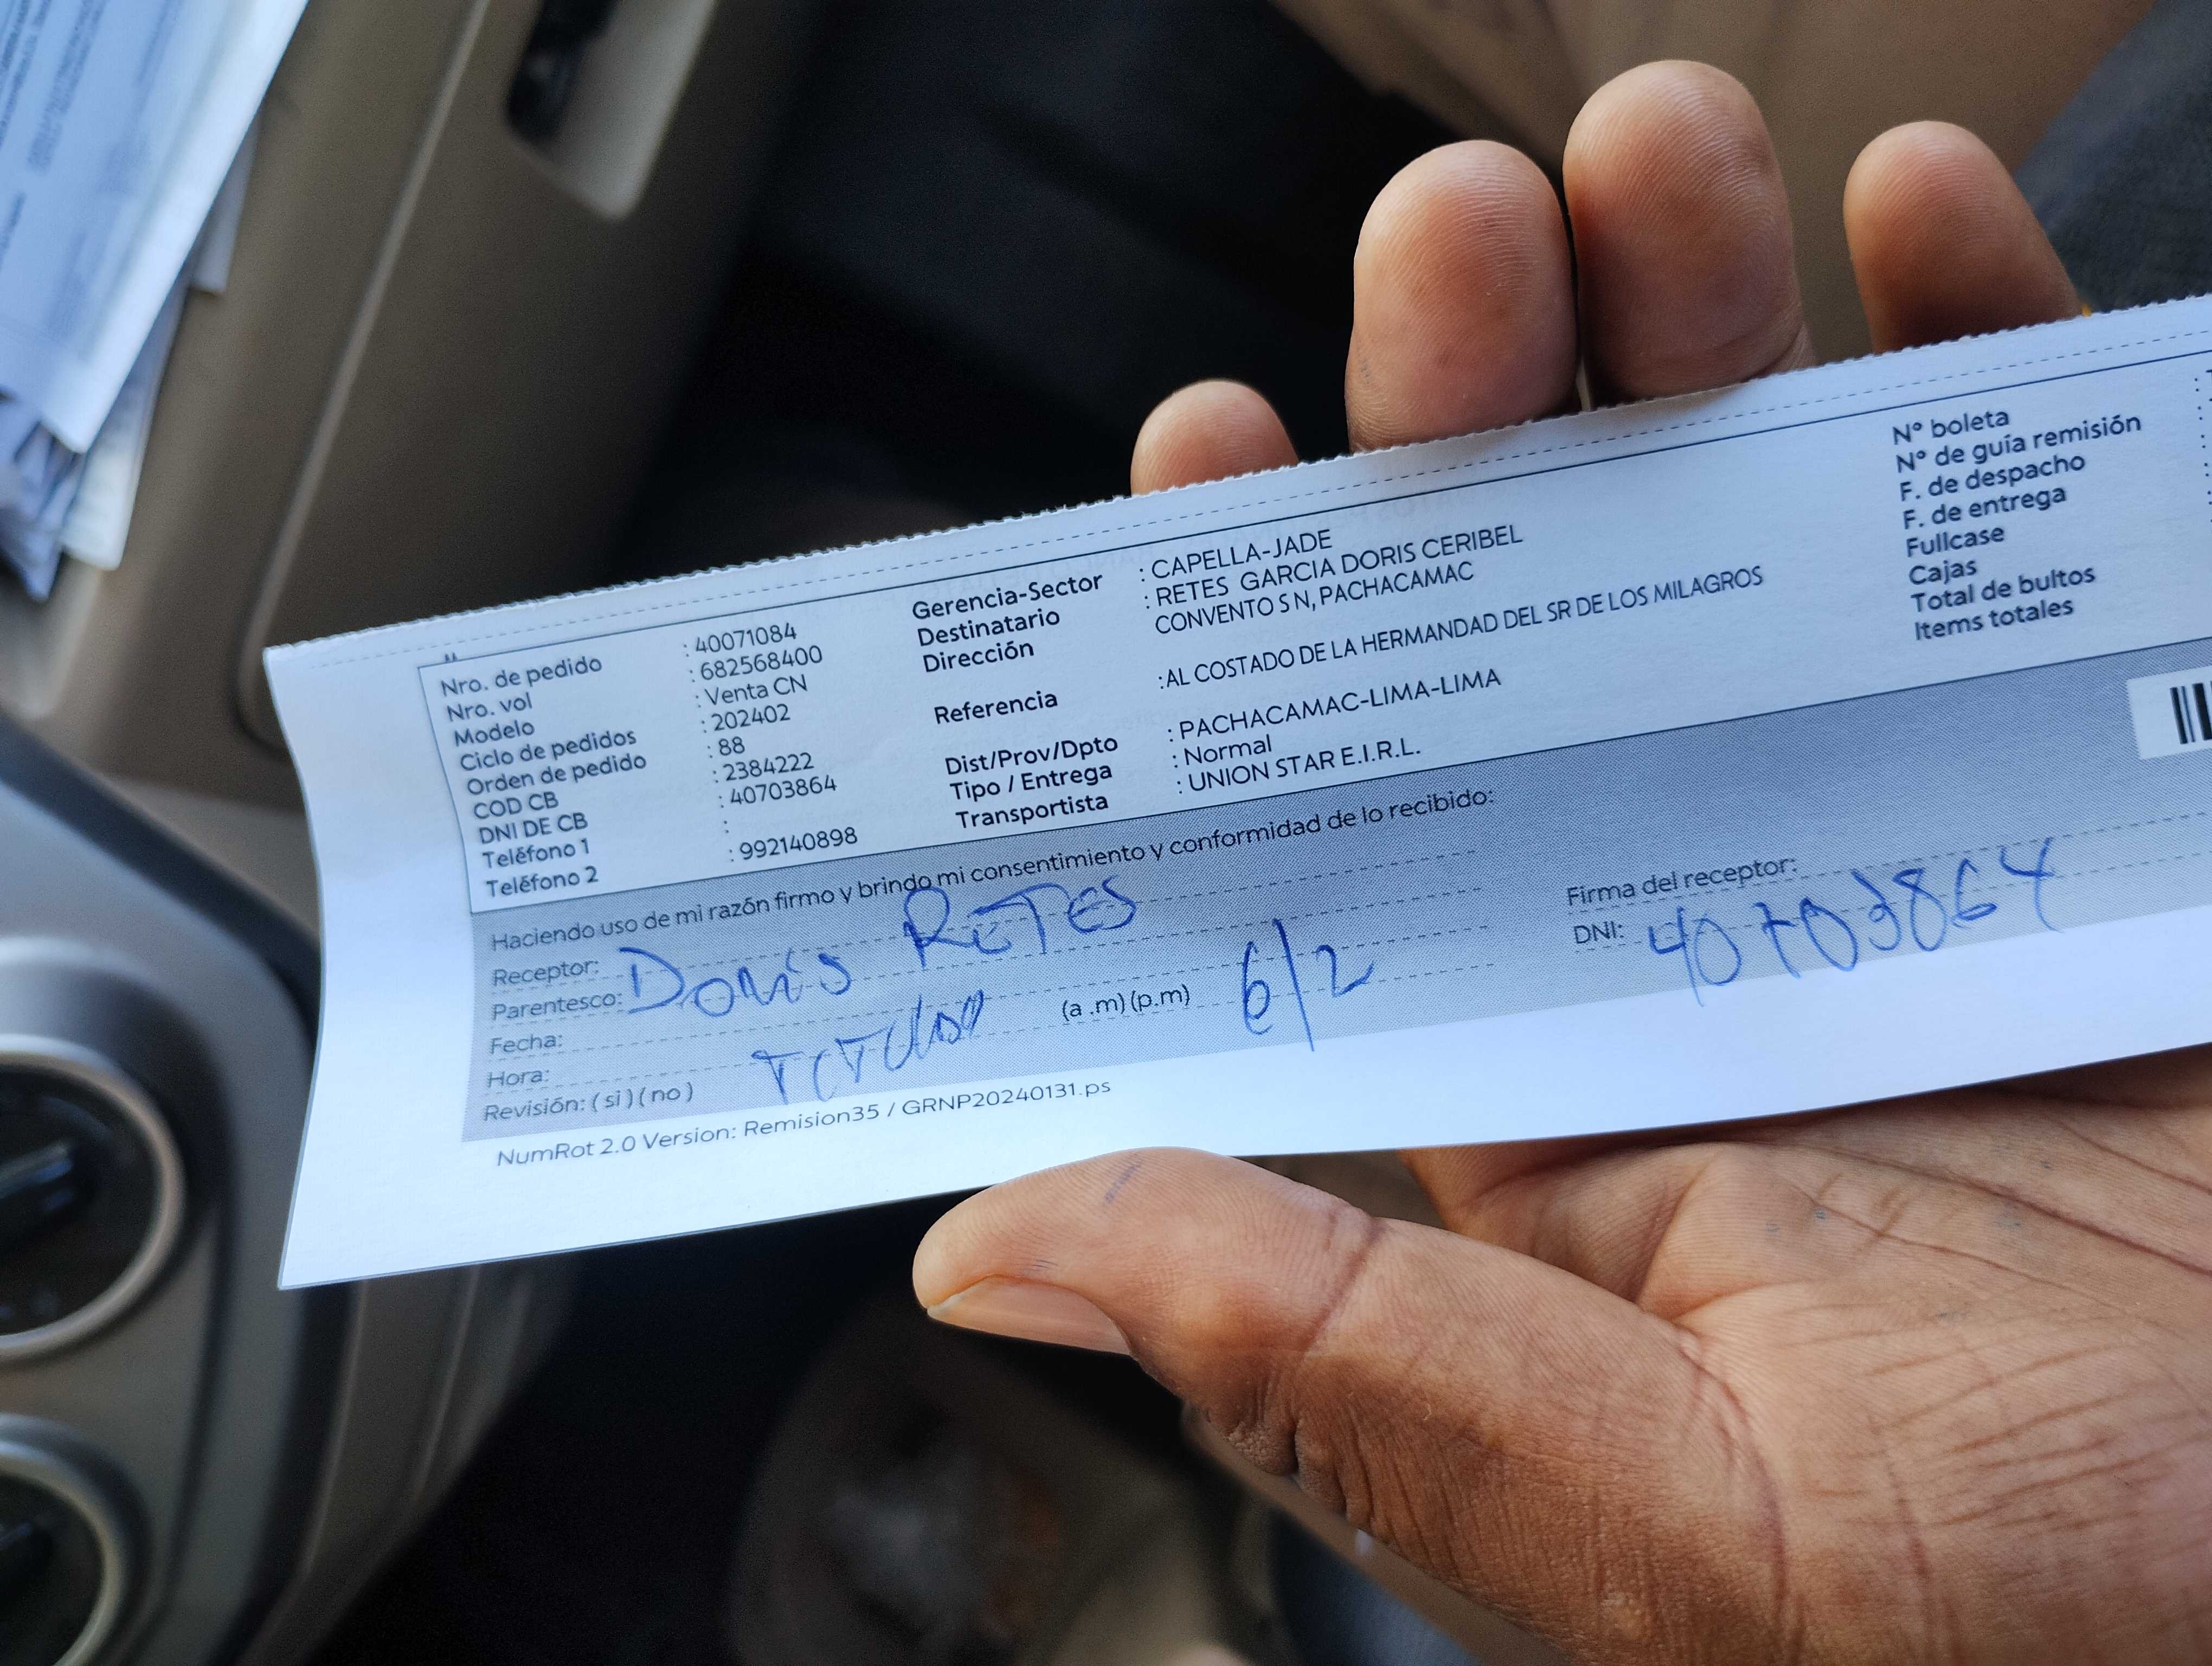 Nro. de pedido : 40071084
Nro. vol : 682568400
Modelo : Venta CN
Ciclo de pedidos : 202402
Orden de pedido : 88
COD CB : 2384222
DNI DE CB : 40703864
Teléfono 1 :
Teléfono 2 : 992140898
Gerencia-Sector : CAPELLA-JADE
Destinatario : RETES GARCIA DORIS CERIBEL
Dirección CONVENTO S N, PACHACAMAC
Referencia :AL COSTADO DE LA HERMANDAD DEL SR DE LOS MILAGROS
Dist/Prov/Dpto : PACHACAMAC-LIMA-LIMA
Tipo / Entrega : Normal
Transportista : UNION STAR E.I.R.L.
Nº boleta :
Nº de guía remisión :
F. de despacho :
F. de entrega :
Fullcase
Cajas
Total de bultos
Items totales
Haciendo uso de mi razón firmo y brindo mi consentimiento y conformidad de lo recibido:
Receptor: Doris RETES
Parentesco:
Fecha:
Hora: (a .m) (p.m) 6/2
Revisión: ( si ) ( no ) TITULAR
Firma del receptor:
DNI: 40703864
NumRot 2.0 Version: Remision35 / GRNP20240131.ps